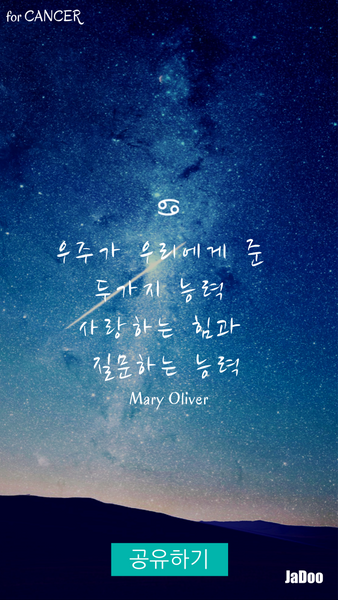 for CANCER
♋
우주가 우리에게 준
두가지 능력
사랑하는 힘과
질문하는 능력
Mary Oliver
공유하기
JaDoo